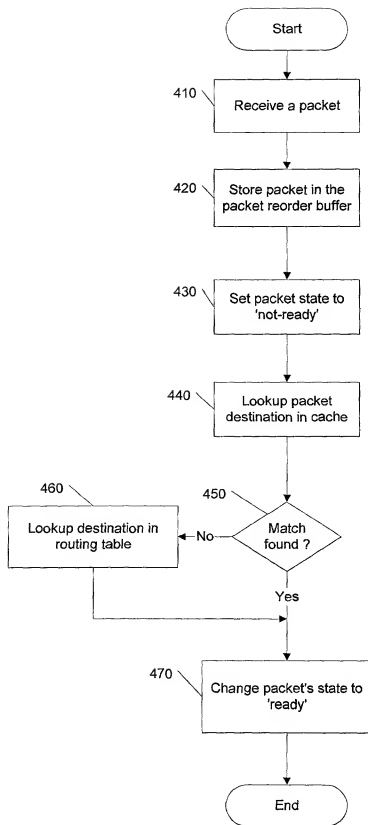 Start
410
Receive a packet
420
Store packet in the
packet reorder buffer
430
Set packet state to
'not-ready'
440
Lookup packet
destination in cache
450
Match
found ?
No
460
Lookup destination in
routing table
Yes
470
Change packet's state to
'ready'
End